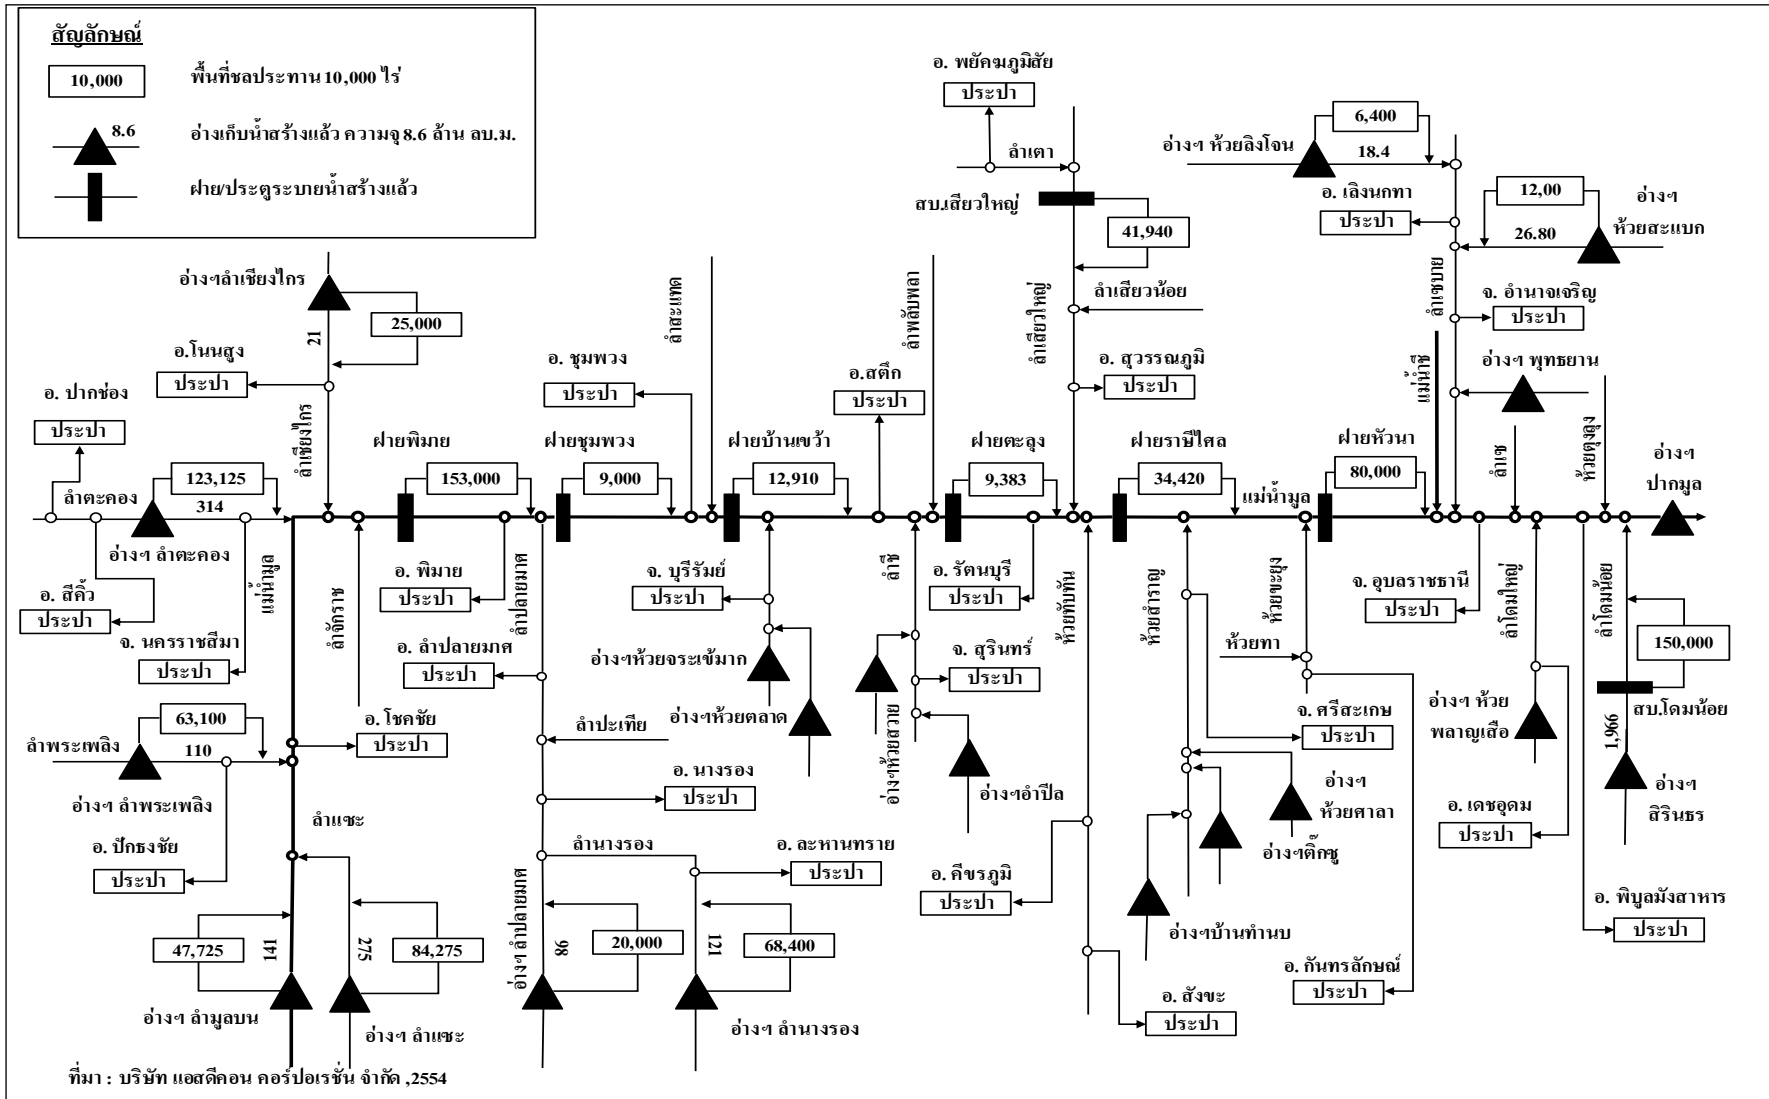 สัญลักษณ์
10,000
พื้นที่ชลประทาน 10,000 ไร่
8.6
อ่างเก็บน้ำสร้างแล้ว ความจุ 8.6 ล้าน ลบ.ม.
ฝาย/ประตูระบายน้ำสร้างแล้ว
อ. พยัคฆภูมิสัย
ประปา
ลำเตา
สบ.เสียวใหญ่
41,940
ลำเสียวน้อย
ลำเสียวใหญ่
อ. สุวรรณภูมิ
ประปา
6,400
อ่างฯ ห้วยลิงโจน
18.4
อ. เลิงนกทา
ประปา
12,00
อ่างฯ
ห้วยสะแบก
26.80
ลำเซบาย
จ. อำนาจเจริญ
ประปา
อ่างฯ พุทธยาน
แม่น้ำชี
ลำเซ
ห้วยตุงลุง
อ่างฯ
ปากมูล
อ่างฯลำเชียงไกร
25,000
21
อ.โนนสูง
ประปา
ลำเชียงไกร
อ. ปากช่อง
ประปา
ลำตะคอง
123,125
314
อ่างฯ ลำตะคอง
อ. สีคิ้ว
ประปา
จ. นครราชสีมา
ประปา
แม่น้ำมูล
ลำจักราช
ฝายพิมาย
153,000
อ. พิมาย
ประปา
ฝายชุมพวง
9,000
อ. ชุมพวง
ประปา
ลำสะแทด
ฝายบ้านเขว้า
12,910
อ.สตึก
ประปา
ลำพลับพลา
ฝายตะลุง
9,383
ฝายราษีไศล
34,420
แม่น้ำมูล
ฝายหัวนา
80,000
ลำปลายมาศ
อ. ลำปลายมาศ
ประปา
จ. บุรีรัมย์
ประปา
อ่างฯห้วยจระเข้มาก
อ่างฯห้วยตลาด
ลำชี
อ. รัตนบุรี
ประปา
จ. สุรินทร์
ประปา
อ่างฯอำปึล
ห้วยทับทัน
ห้วยสำราญ
ห้วยขะยุง
ห้วยทา
จ. อุบลราชธานี
ประปา
ลำโดมใหญ่
ลำโดมน้อย
150,000
สบ.โดมน้อย
1,966
อ่างฯ
สิรินธร
อ่างฯ ห้วย
พลาญเสือ
จ. ศรีสะเกษ
ประปา
อ่างฯ
ห้วยศาลา
อ่างฯตึ๊กชู
อ่างฯบ้านทำนบ
อ. เดชอุดม
ประปา
อ. พิบูลมังสาหาร
ประปา
อ. กันทรลักษณ์
ประปา
อ. สังขะ
ประปา
อ. คีขรภูมิ
ประปา
63,100
ลำพระเพลิง
110
อ่างฯ ลำพระเพลิง
อ. โชคชัย
ประปา
อ. ปักธงชัย
ประปา
ลำแซะ
47,725
141
อ่างฯ ลำมูลบน
275
84,275
อ่างฯ ลำแซะ
ลำปะเทีย
อ. นางรอง
ประปา
ลำนางรอง
อ. ละหานทราย
ประปา
อ่างฯ ลำปลายมาศ
98
20,000
121
68,400
อ่างฯ ลำนางรอง
ที่มา : บริษัท แอสดีคอน คอร์ปอเรชั่น จำกัด ,2554